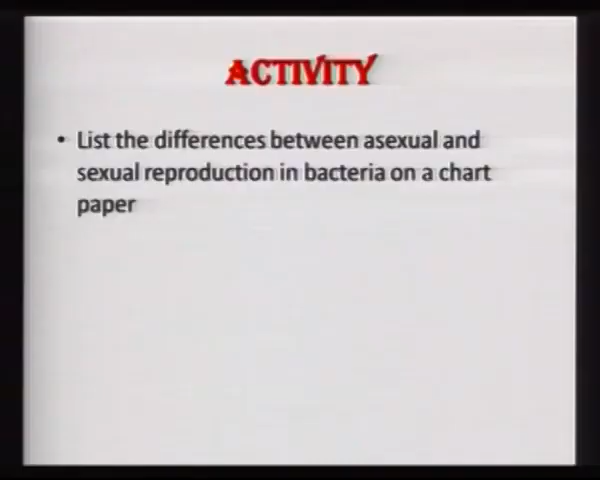 ACTIVITY
• List the differences between asexual and
sexual reproduction in bacteria on a chart
paper